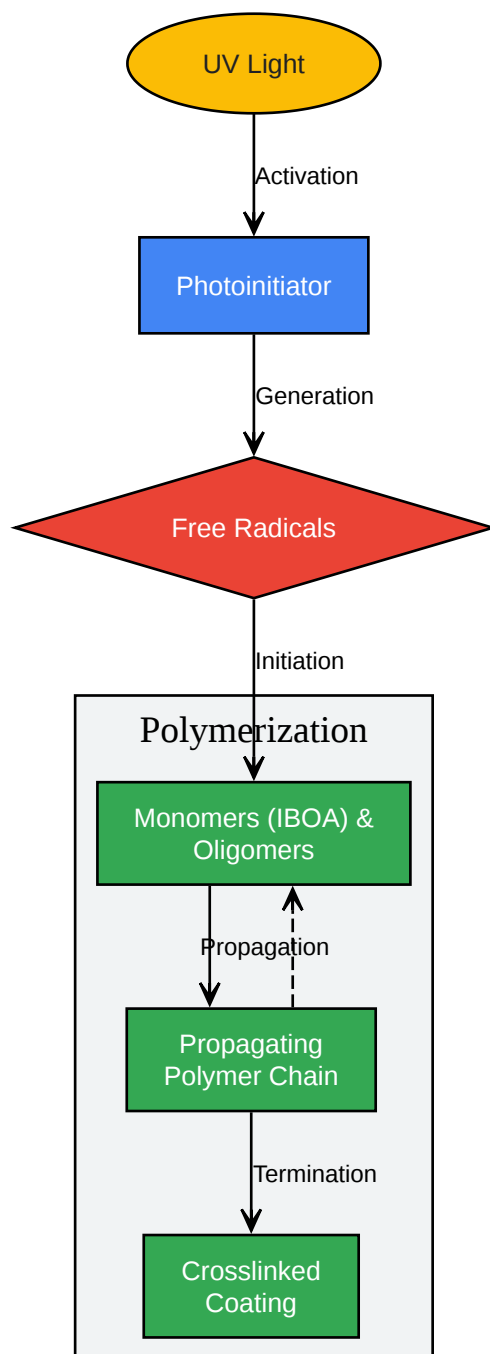 UV Light
Activation
Photoinitiator
Generation
Free Radicals
Initiation
Polymerization
Monomers (IBOA) &
Oligomers
Propagation
Propagating
Polymer Chain
Termination
Crosslinked
Coating